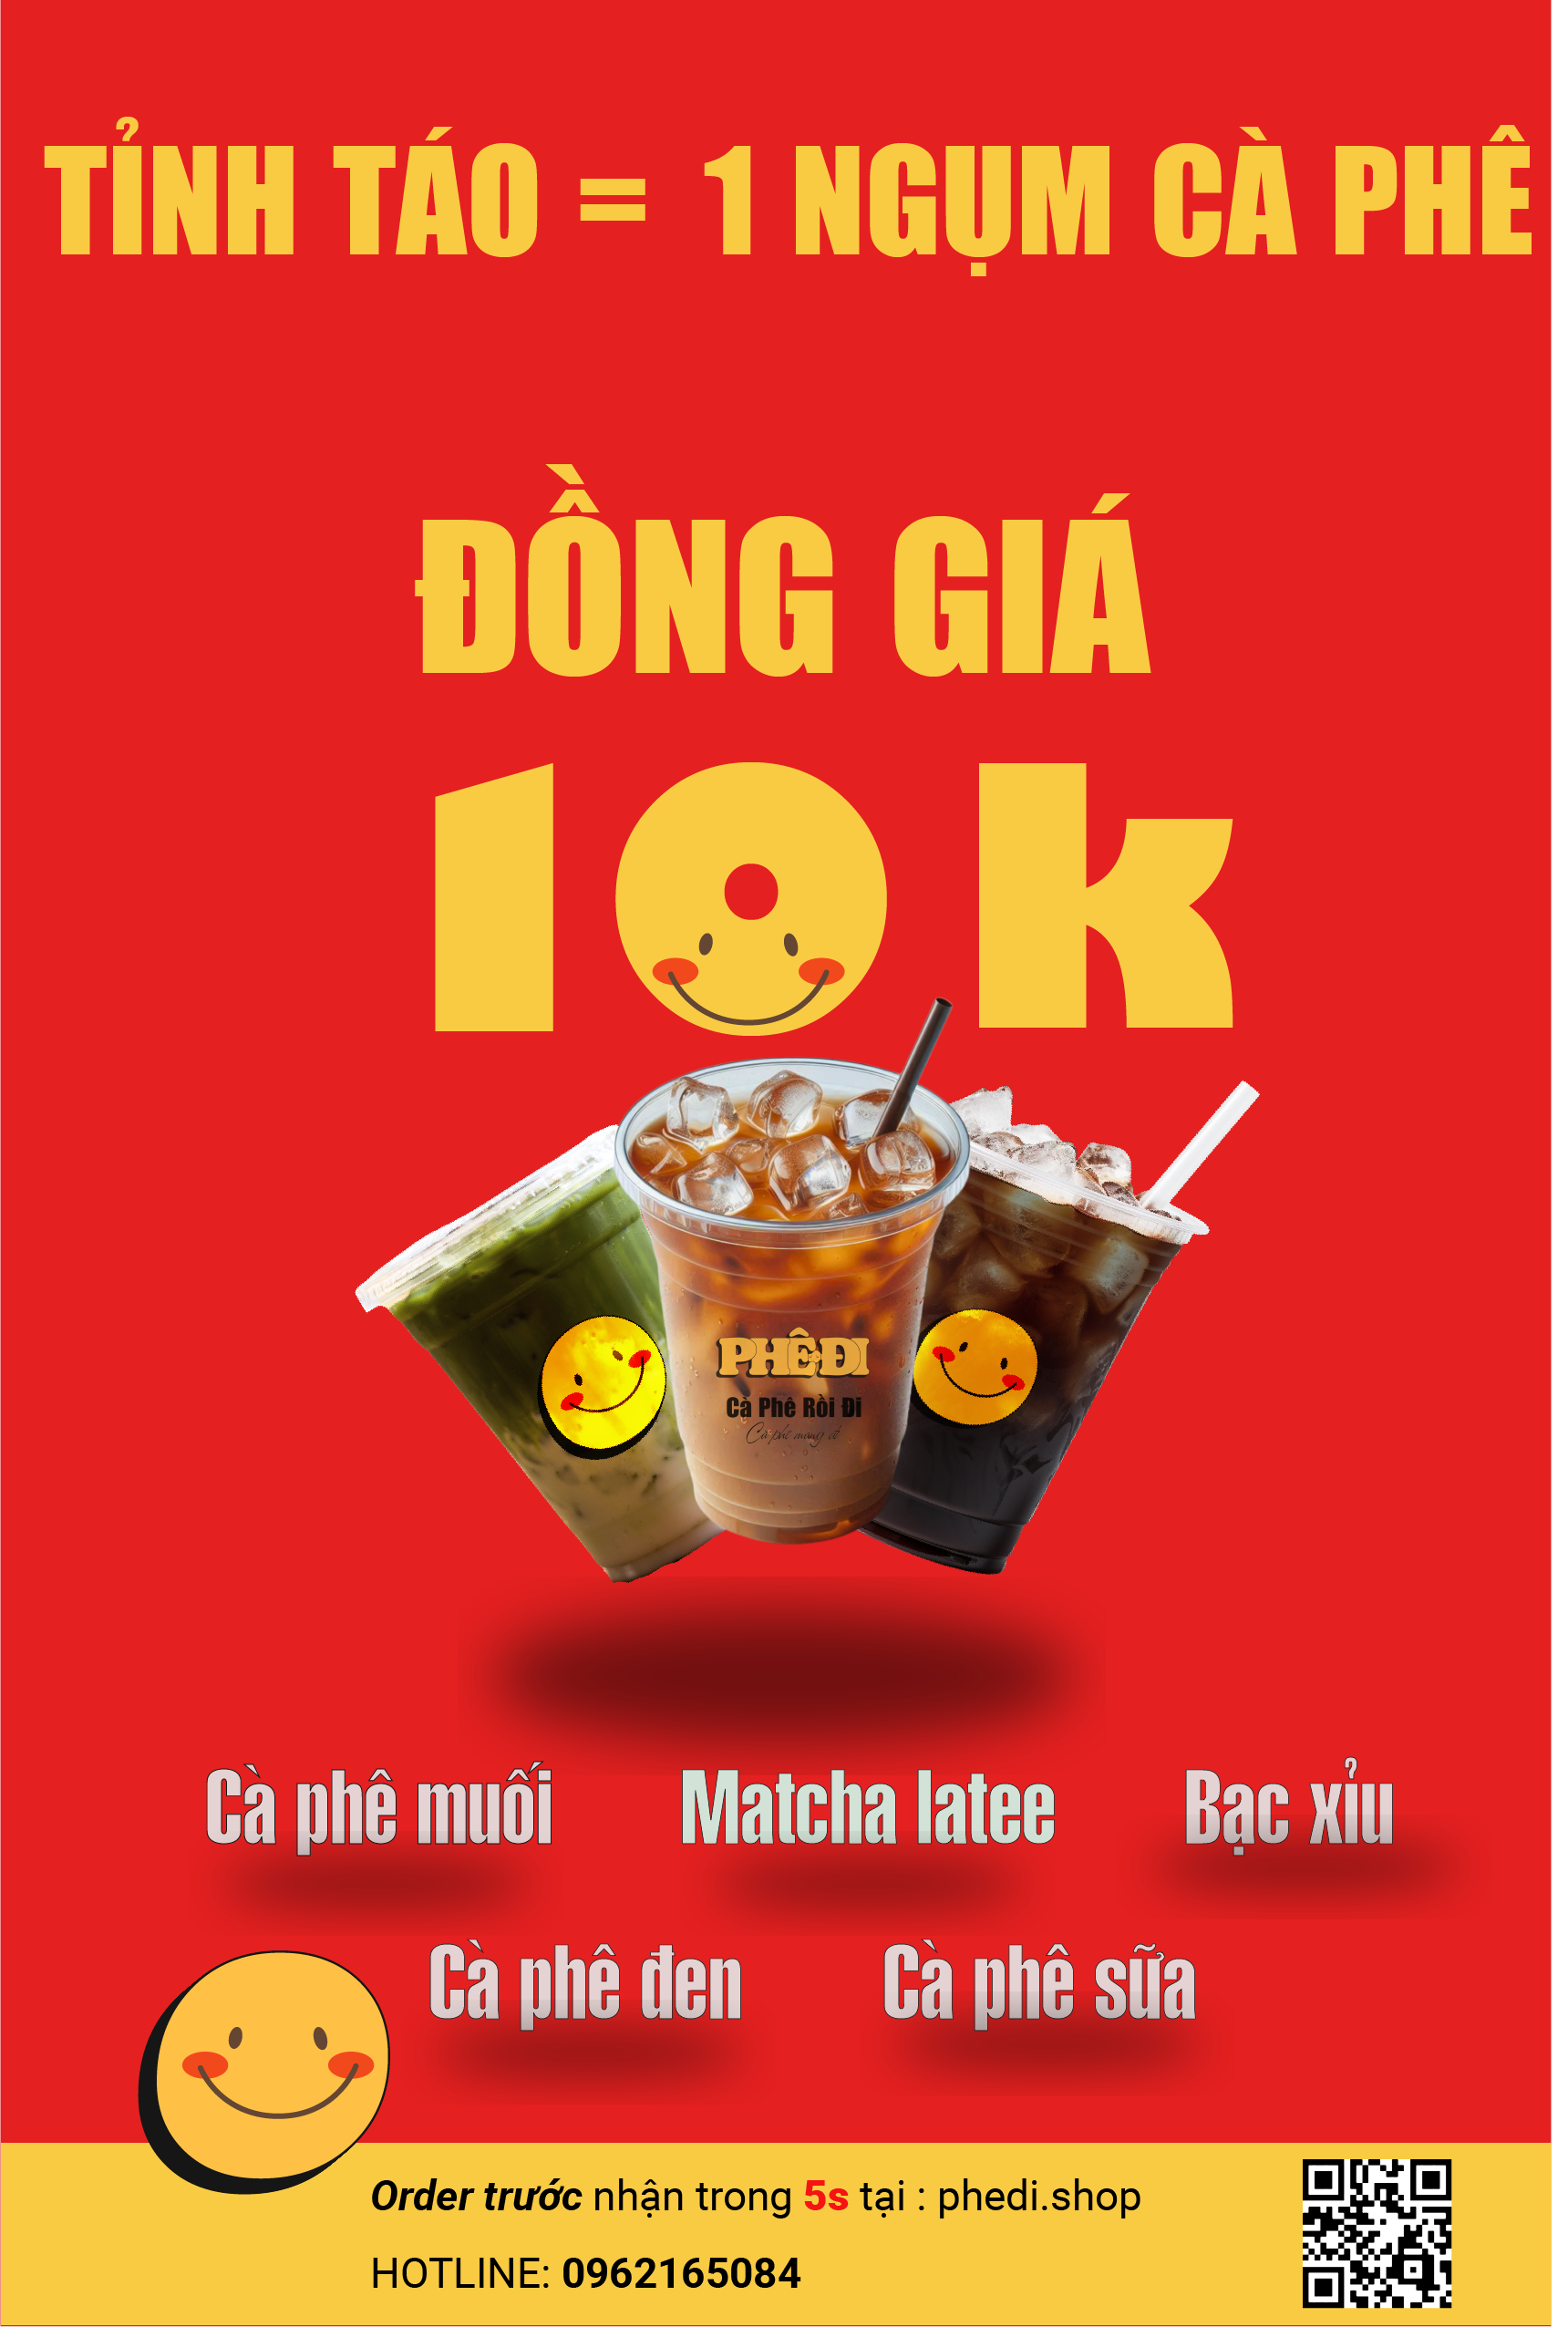 TỈNH TÁO = 1 NGỤM CÀ PHÊ
ĐỒNG GIÁ
10k
PHÊ ĐI
Cà Phê Rồi Đi
Cà phê mang về
Cà phê muối Matcha latee Bạc xỉu
Cà phê đen Cà phê sữa
Order trước nhận trong 5s tại : phedi.shop
HOTLINE: 0962165084